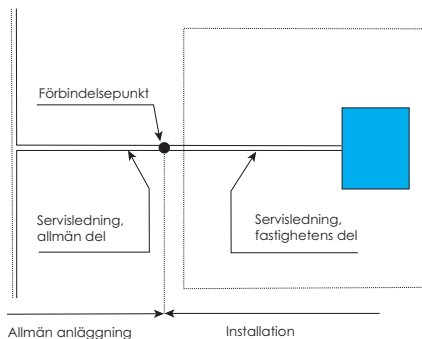 Förbindelsepunkt
Servisledning,
allmän del
Servisledning,
fastighetens del
Allmän anläggning
Installation